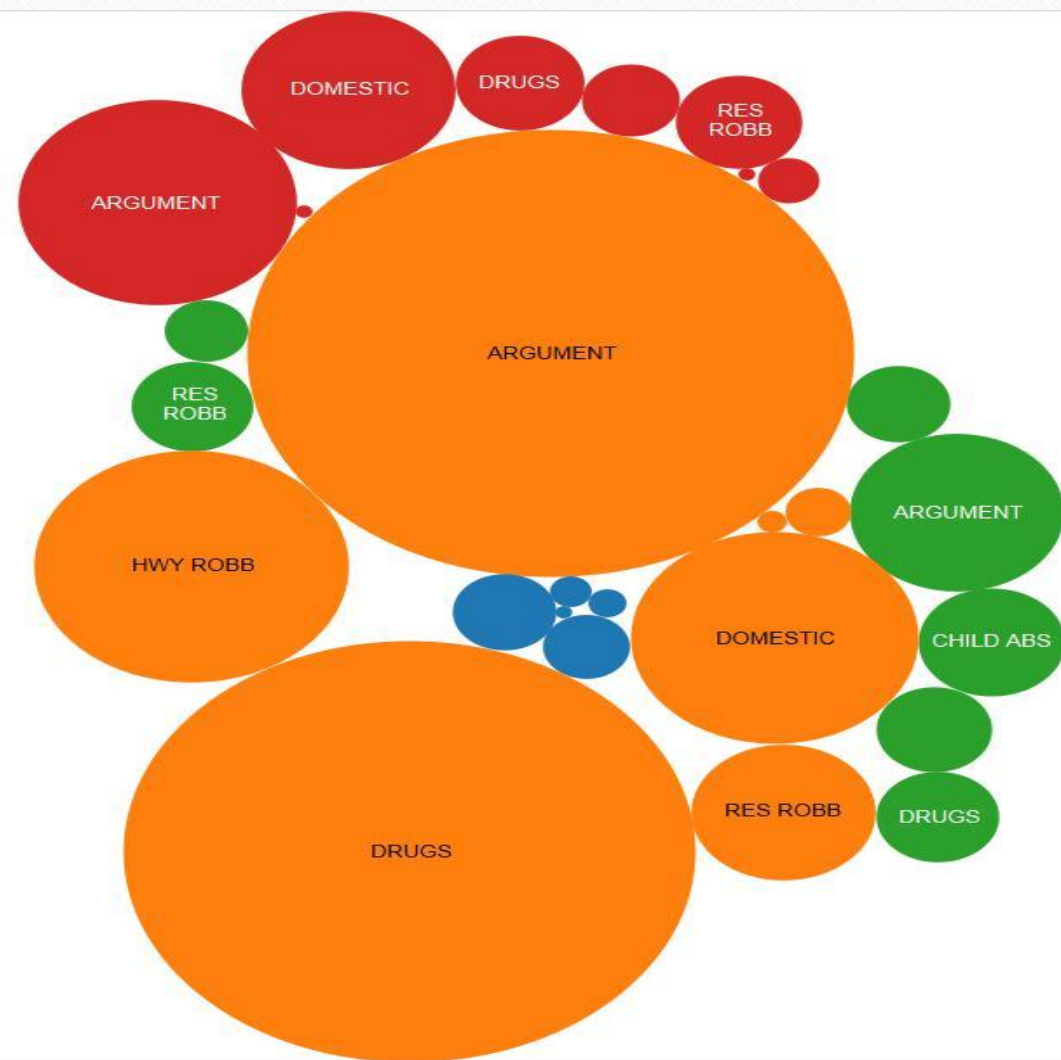 DOMESTIC
DRUGS
RES
ROBB
ARGUMENT
ARGUMENT
RES
ROBB
ARGUMENT
HWY ROBB
DOMESTIC
CHILD ABS
RES ROBB
DRUGS
DRUGS